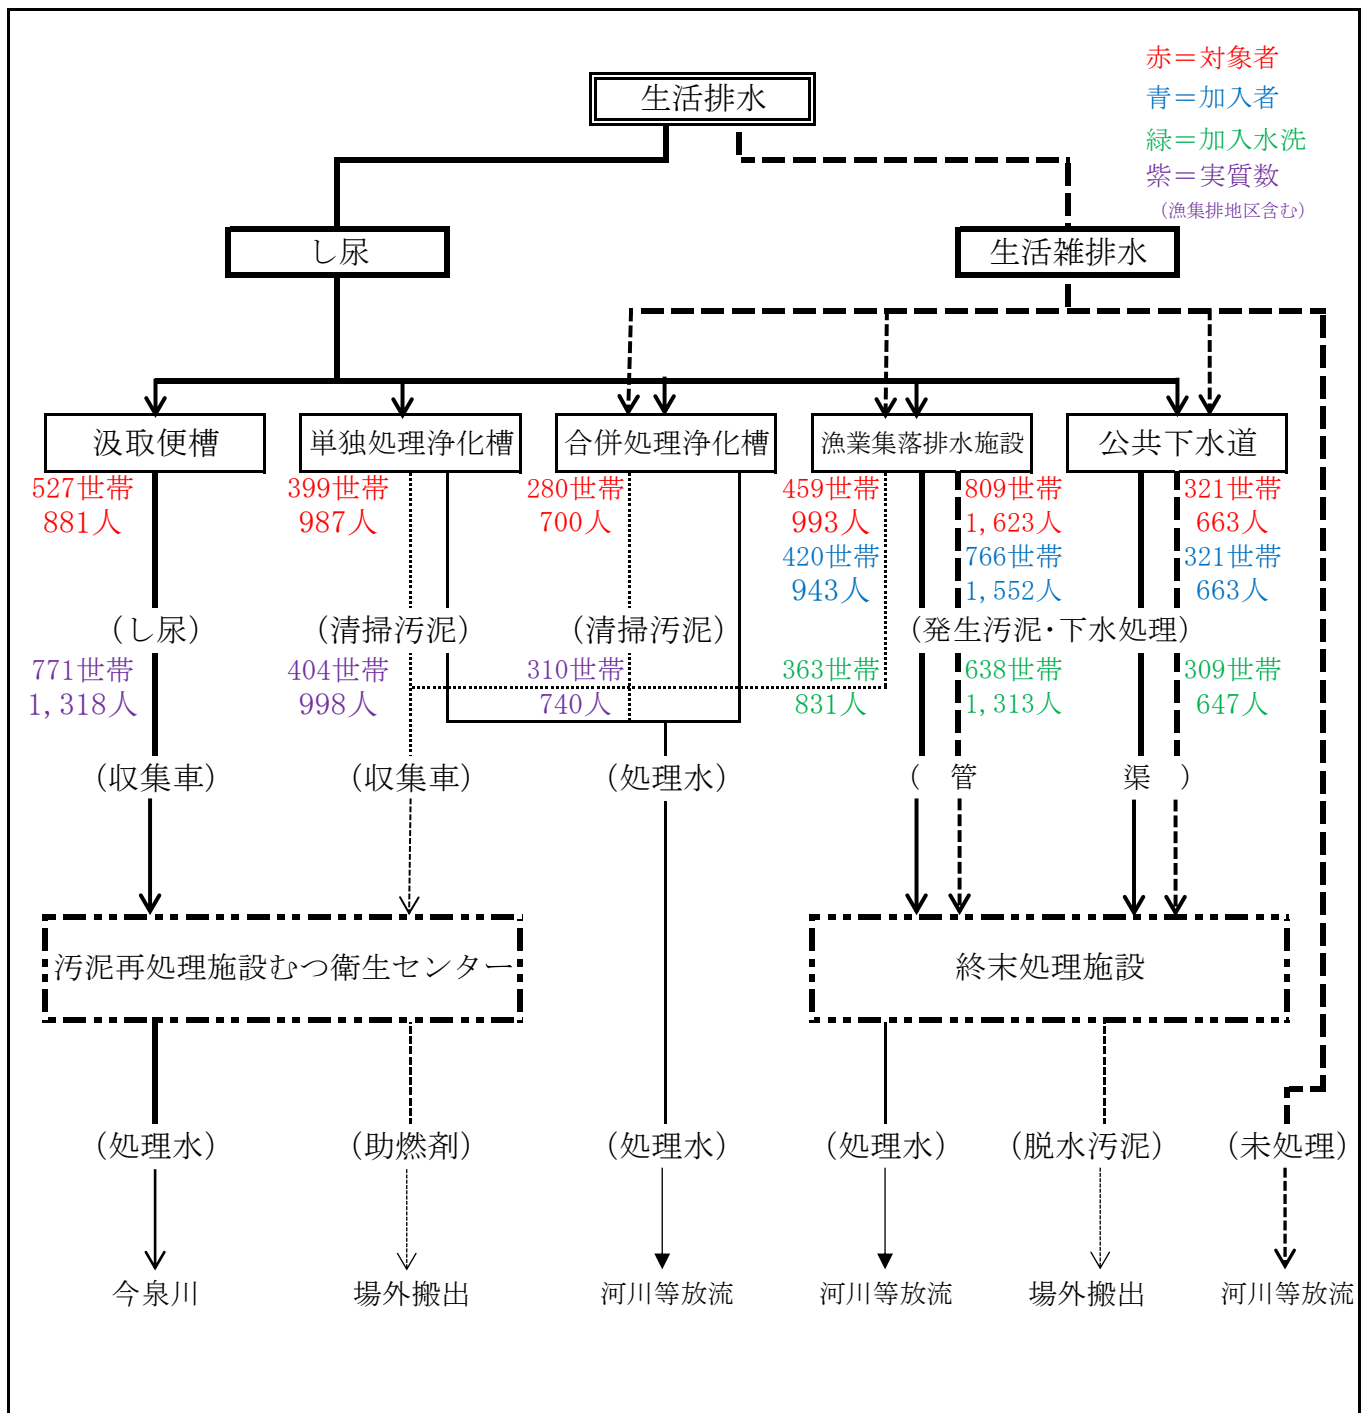 赤＝対象者
生活排水
青＝加入者
緑＝加入水洗
紫＝実質数
（漁集排地区含む）
し尿
生活雑排水
汲取便槽
単独処理浄化槽
合併処理浄化槽
漁業集落排水施設
公共下水道
527世帯
881人
399世帯
987人
280世帯
700人
459世帯
993人
420世帯
943人
809世帯
1,623人
766世帯
1,552人
321世帯
663人
321世帯
663人
（し尿）
（清掃汚泥）
（清掃汚泥）
（発生汚泥・下水処理）
771世帯
1,318人
404世帯
998人
310世帯
740人
363世帯
831人
638世帯
1,313人
309世帯
647人
（収集車）
（収集車）
（処理水）
（ 管 渠 ）
汚泥再処理施設むつ衛生センター
終末処理施設
（処理水）
（助燃剤）
（処理水）
（処理水）
（脱水汚泥）
（未処理）
今泉川
場外搬出
河川等放流
河川等放流
場外搬出
河川等放流